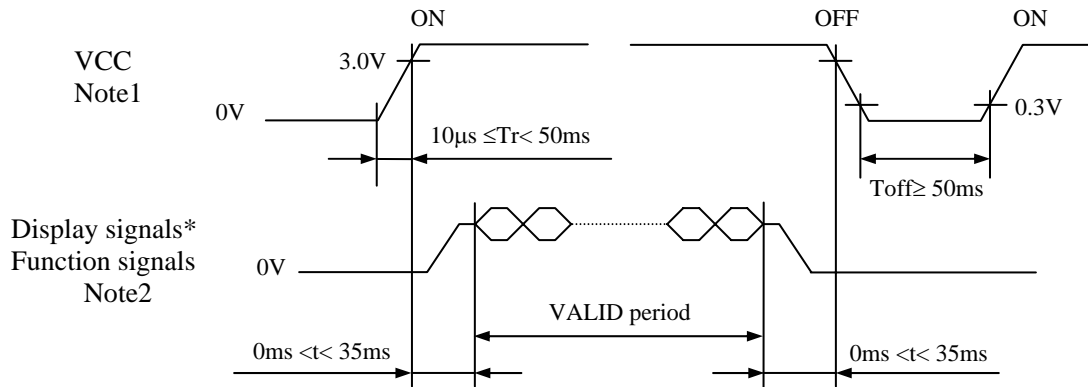 ON
OFF
ON
VCC
Note1
3.0V
0V
0.3V
10μs ≤Tr< 50ms
Toff≥ 50ms
Display signals*
Function signals
Note2
0V
VALID period
0ms <t< 35ms
0ms <t< 35ms